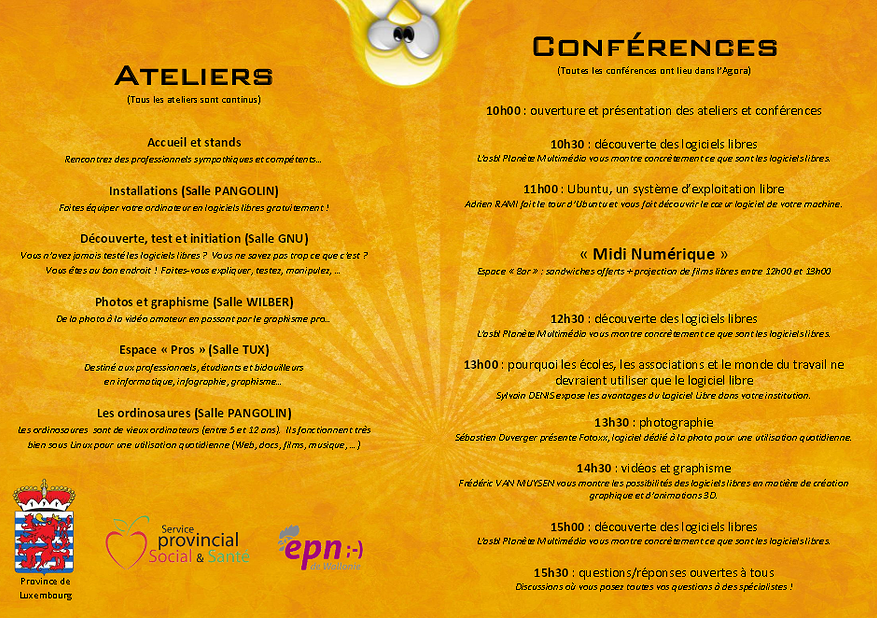 ATELIERS
(Tous les ateliers sont continus)
Accueil et stands
Rencontrez des professionnels sympathiques et compétents...
Installations (Salle PANGOLIN)
Faites équiper votre ordinateur en logiciels libres gratuitement !
Découverte, test et initiation (Salle GNU)
Vous n'avez jamais testé les logiciels libres ? Vous ne savez pas trop ce que c'est ?
Vous êtes au bon endroit ! Faites-vous expliquer, testez, manipulez, ...
Photos et graphisme (Salle WILBER)
De la photo à la vidéo amateur en passant par le graphisme pro...
Espace « Pros » (Salle TUX)
Destiné aux professionnels, étudiants et bidouilleurs
en informatique, infographie, graphisme...
Les ordinosaures (Salle PANGOLIN)
Les ordinosaures sont de vieux ordinateurs (entre 5 et 12 ans). Ils fonctionnent très
bien sous Linux pour une utilisation quotidienne (Web, docs, films, musique, ...)
Province de
Luxembourg
Service
provincial
Social & Santé
epn ;-)
de Wallonie
CONFÉRENCES
(Toutes les conférences ont lieu dans l'Agora)
10h00 : ouverture et présentation des ateliers et conférences
10h30 : découverte des logiciels libres
L'asbl Planète Multimédia vous montre concrètement ce que sont les logiciels libres.
11h00 : Ubuntu, un système d'exploitation libre
Adrien RAMI fait le tour d'Ubuntu et vous fait découvrir le cœur logiciel de votre machine.
« Midi Numérique »
Espace « Bar » : sandwiches offerts + projection de films libres entre 12h00 et 13h00
12h30 : découverte des logiciels libres
L'asbl Planète Multimédia vous montre concrètement ce que sont les logiciels libres.
13h00 : pourquoi les écoles, les associations et le monde du travail ne
devraient utiliser que le logiciel libre
Sylvain DENIS expose les avantages du Logiciel Libre dans votre institution.
13h30 : photographie
Sébastien Duverger présente Fotoxx, logiciel dédié à la photo pour une utilisation quotidienne.
14h30 : vidéos et graphisme
Frédéric VAN MUYSEN vous montre les possibilités des logiciels libres en matière de création
graphique et d'animations 3D.
15h00 : découverte des logiciels libres
L'asbl Planète Multimédia vous montre concrètement ce que sont les logiciels libres.
15h30 : questions/réponses ouvertes à tous
Discussions où vous posez toutes vos questions à des spécialistes !